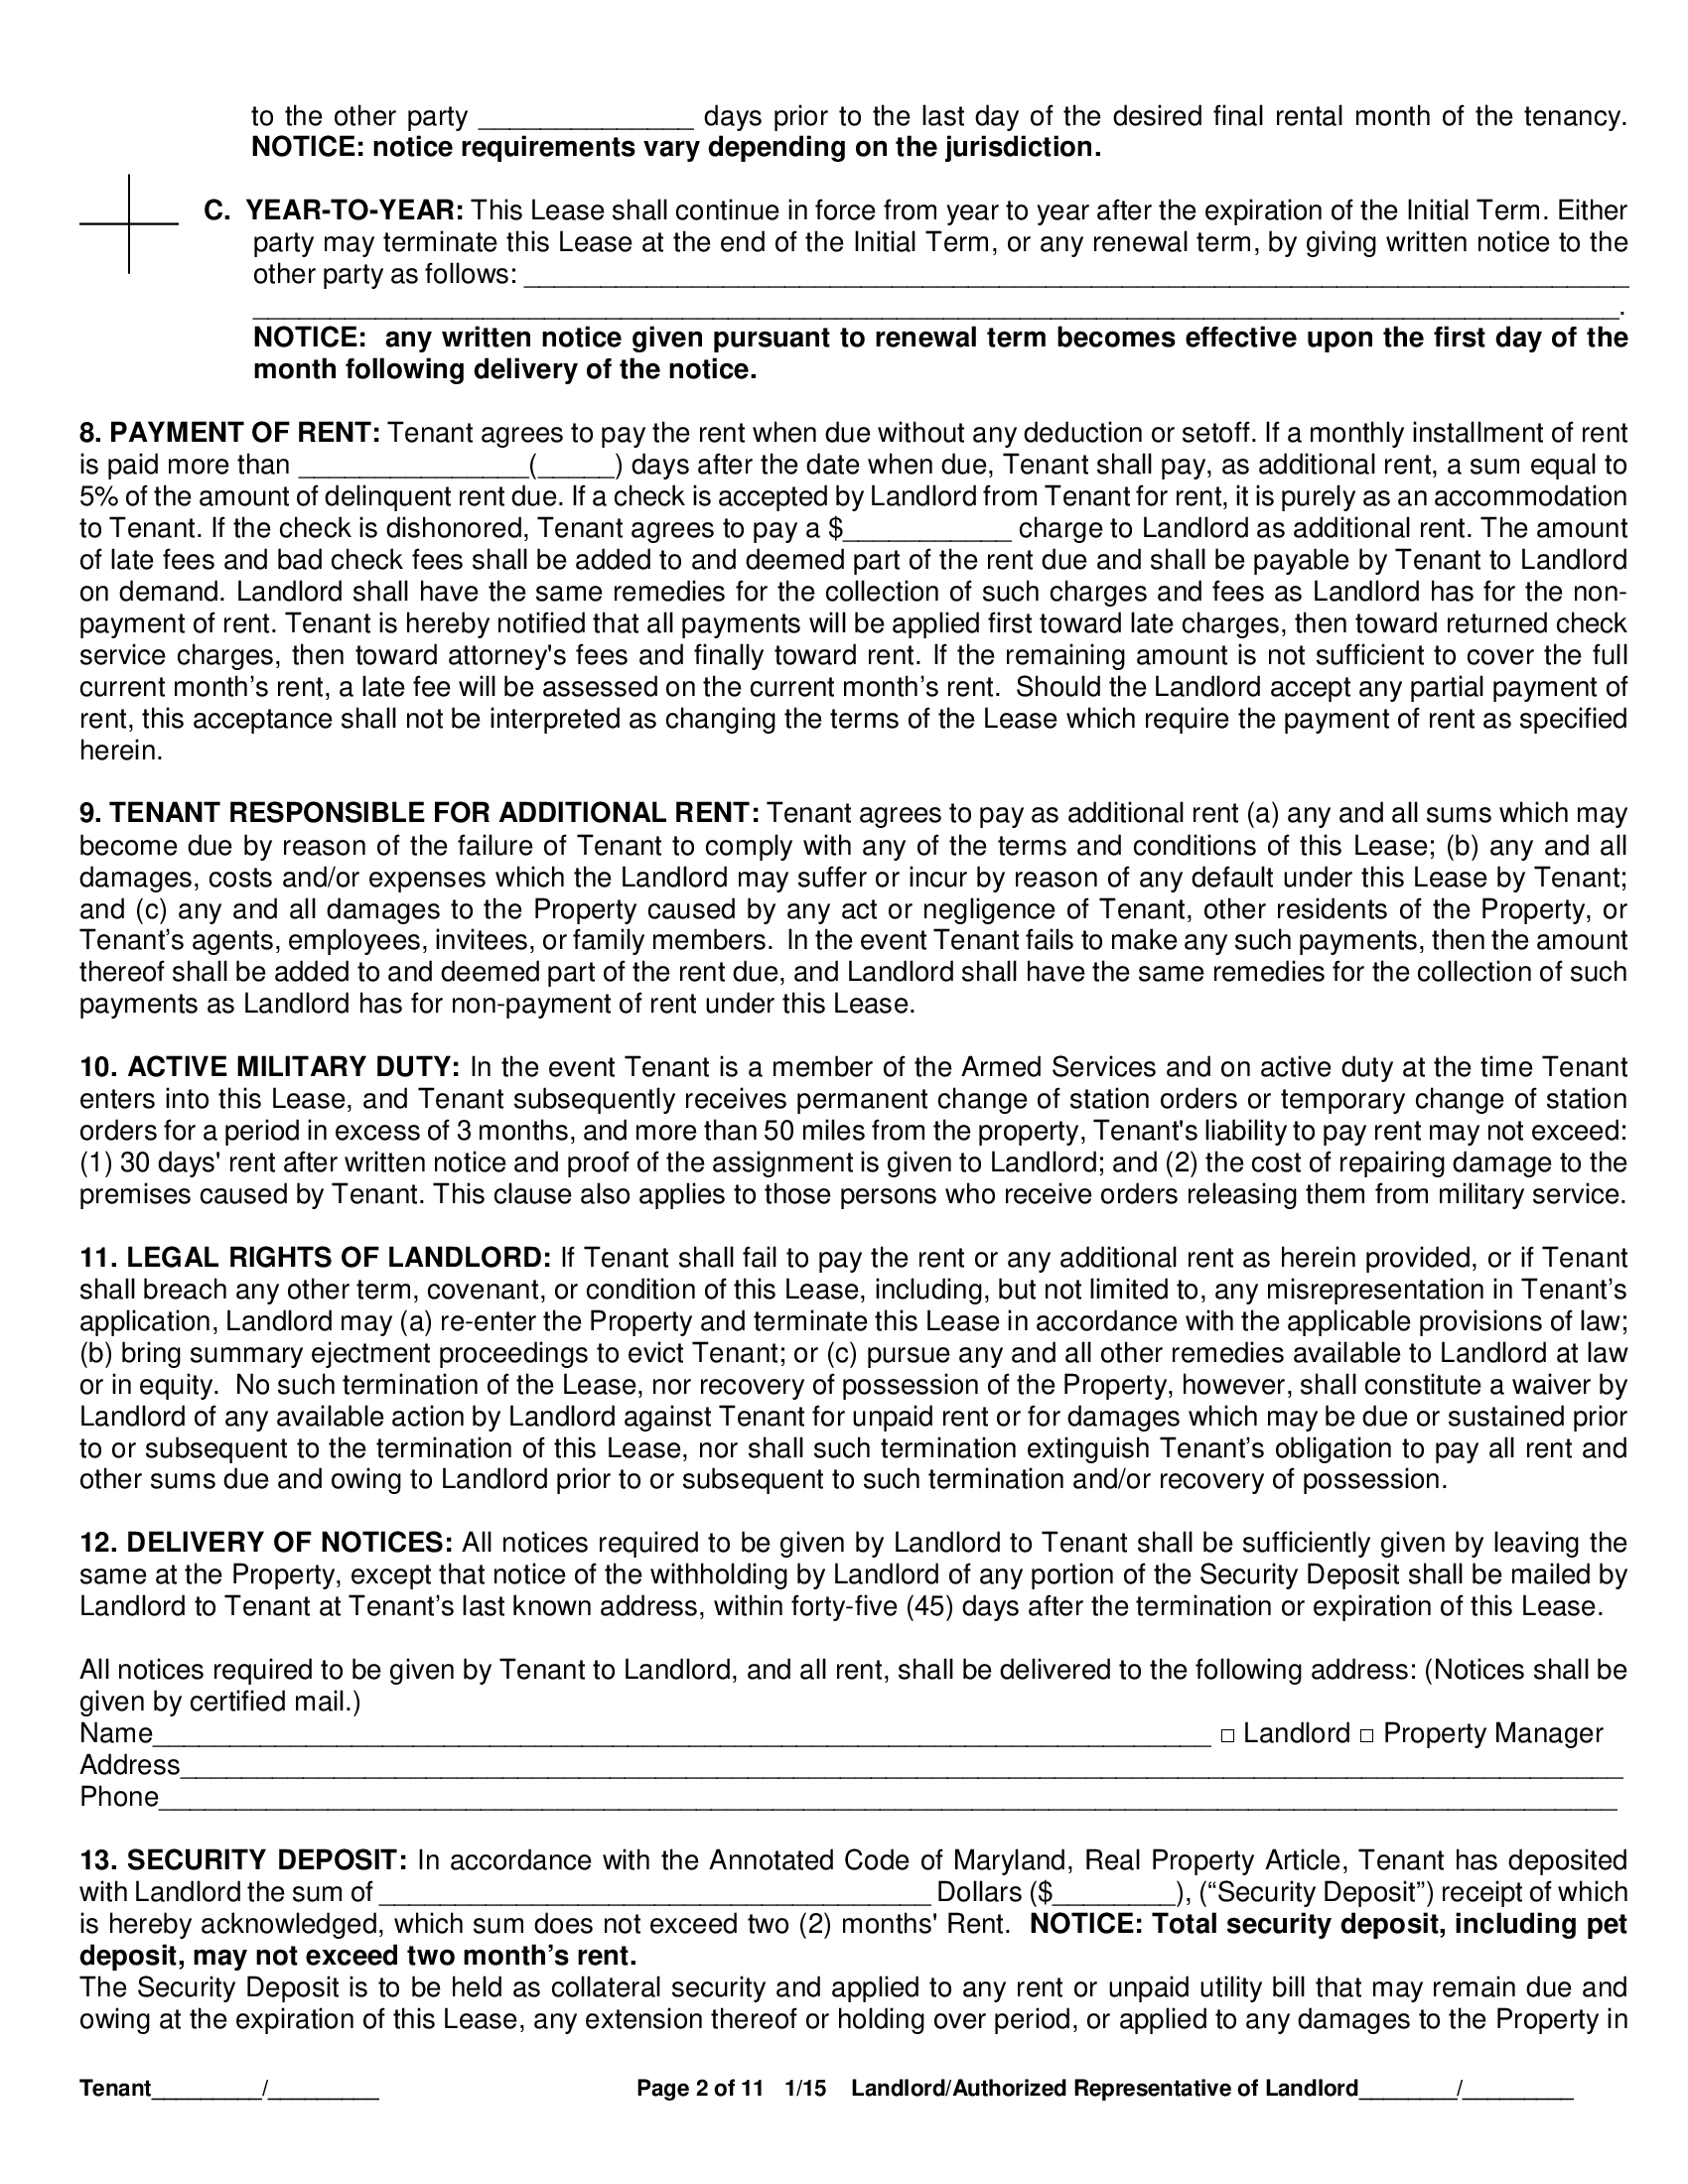 to the other party ______________ days prior to the last day of the desired final rental month of the tenancy.
NOTICE: notice requirements vary depending on the jurisdiction.
C. YEAR-TO-YEAR: This Lease shall continue in force from year to year after the expiration of the Initial Term. Either
party may terminate this Lease at the end of the Initial Term, or any renewal term, by giving written notice to the
other party as follows: ________________________________________________________________________
_________________________________________________________________________________________.
NOTICE: any written notice given pursuant to renewal term becomes effective upon the first day of the
month following delivery of the notice.
8. PAYMENT OF RENT: Tenant agrees to pay the rent when due without any deduction or setoff. If a monthly installment of rent
is paid more than _______________(_____) days after the date when due, Tenant shall pay, as additional rent, a sum equal to
5% of the amount of delinquent rent due. If a check is accepted by Landlord from Tenant for rent, it is purely as an accommodation
to Tenant. If the check is dishonored, Tenant agrees to pay a $___________ charge to Landlord as additional rent. The amount
of late fees and bad check fees shall be added to and deemed part of the rent due and shall be payable by Tenant to Landlord
on demand. Landlord shall have the same remedies for the collection of such charges and fees as Landlord has for the non-
payment of rent. Tenant is hereby notified that all payments will be applied first toward late charges, then toward returned check
service charges, then toward attorney's fees and finally toward rent. If the remaining amount is not sufficient to cover the full
current month’s rent, a late fee will be assessed on the current month’s rent. Should the Landlord accept any partial payment of
rent, this acceptance shall not be interpreted as changing the terms of the Lease which require the payment of rent as specified
herein.
9. TENANT RESPONSIBLE FOR ADDITIONAL RENT: Tenant agrees to pay as additional rent (a) any and all sums which may
become due by reason of the failure of Tenant to comply with any of the terms and conditions of this Lease; (b) any and all
damages, costs and/or expenses which the Landlord may suffer or incur by reason of any default under this Lease by Tenant;
and (c) any and all damages to the Property caused by any act or negligence of Tenant, other residents of the Property, or
Tenant’s agents, employees, invitees, or family members. In the event Tenant fails to make any such payments, then the amount
thereof shall be added to and deemed part of the rent due, and Landlord shall have the same remedies for the collection of such
payments as Landlord has for non-payment of rent under this Lease.
10. ACTIVE MILITARY DUTY: In the event Tenant is a member of the Armed Services and on active duty at the time Tenant
enters into this Lease, and Tenant subsequently receives permanent change of station orders or temporary change of station
orders for a period in excess of 3 months, and more than 50 miles from the property, Tenant's liability to pay rent may not exceed:
(1) 30 days' rent after written notice and proof of the assignment is given to Landlord; and (2) the cost of repairing damage to the
premises caused by Tenant. This clause also applies to those persons who receive orders releasing them from military service.
11. LEGAL RIGHTS OF LANDLORD: If Tenant shall fail to pay the rent or any additional rent as herein provided, or if Tenant
shall breach any other term, covenant, or condition of this Lease, including, but not limited to, any misrepresentation in Tenant’s
application, Landlord may (a) re-enter the Property and terminate this Lease in accordance with the applicable provisions of law;
(b) bring summary ejectment proceedings to evict Tenant; or (c) pursue any and all other remedies available to Landlord at law
or in equity. No such termination of the Lease, nor recovery of possession of the Property, however, shall constitute a waiver by
Landlord of any available action by Landlord against Tenant for unpaid rent or for damages which may be due or sustained prior
to or subsequent to the termination of this Lease, nor shall such termination extinguish Tenant’s obligation to pay all rent and
other sums due and owing to Landlord prior to or subsequent to such termination and/or recovery of possession.
12. DELIVERY OF NOTICES: All notices required to be given by Landlord to Tenant shall be sufficiently given by leaving the
same at the Property, except that notice of the withholding by Landlord of any portion of the Security Deposit shall be mailed by
Landlord to Tenant at Tenant’s last known address, within forty-five (45) days after the termination or expiration of this Lease.
All notices required to be given by Tenant to Landlord, and all rent, shall be delivered to the following address: (Notices shall be
given by certified mail.)
Name_____________________________________________________________________ □ Landlord □ Property Manager
Address______________________________________________________________________________________________
Phone_______________________________________________________________________________________________
13. SECURITY DEPOSIT: In accordance with the Annotated Code of Maryland, Real Property Article, Tenant has deposited
with Landlord the sum of ____________________________________ Dollars ($________), (“Security Deposit”) receipt of which
is hereby acknowledged, which sum does not exceed two (2) months' Rent. NOTICE: Total security deposit, including pet
deposit, may not exceed two month’s rent.
The Security Deposit is to be held as collateral security and applied to any rent or unpaid utility bill that may remain due and
owing at the expiration of this Lease, any extension thereof or holding over period, or applied to any damages to the Property in
Tenant_________/_________ Page 2 of 11 1/15 Landlord/Authorized Representative of Landlord________/_________